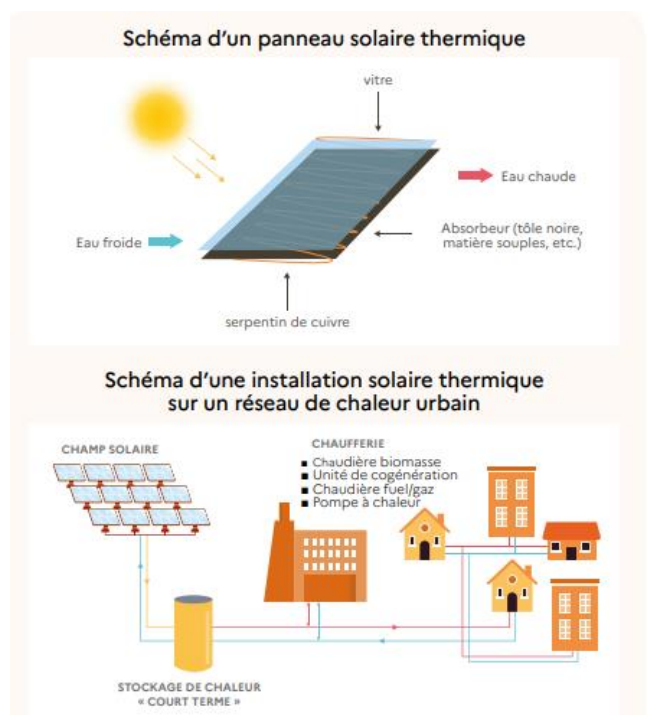 Schéma d'un panneau solaire thermique
vitre
Eau chaude
Eau froide
Absorbeur (tôle noire,
matière souples, etc.)
serpentin de cuivre
Schéma d'une installation solaire thermique
sur un réseau de chaleur urbain
CHAMP SOLAIRE
CHAUFFERIE
▪ Chaudière biomasse
▪ Unité de cogénération
▪ Chaudière fuel/gaz
▪ Pompe à chaleur
STOCKAGE DE CHALEUR
« COURT TERME »